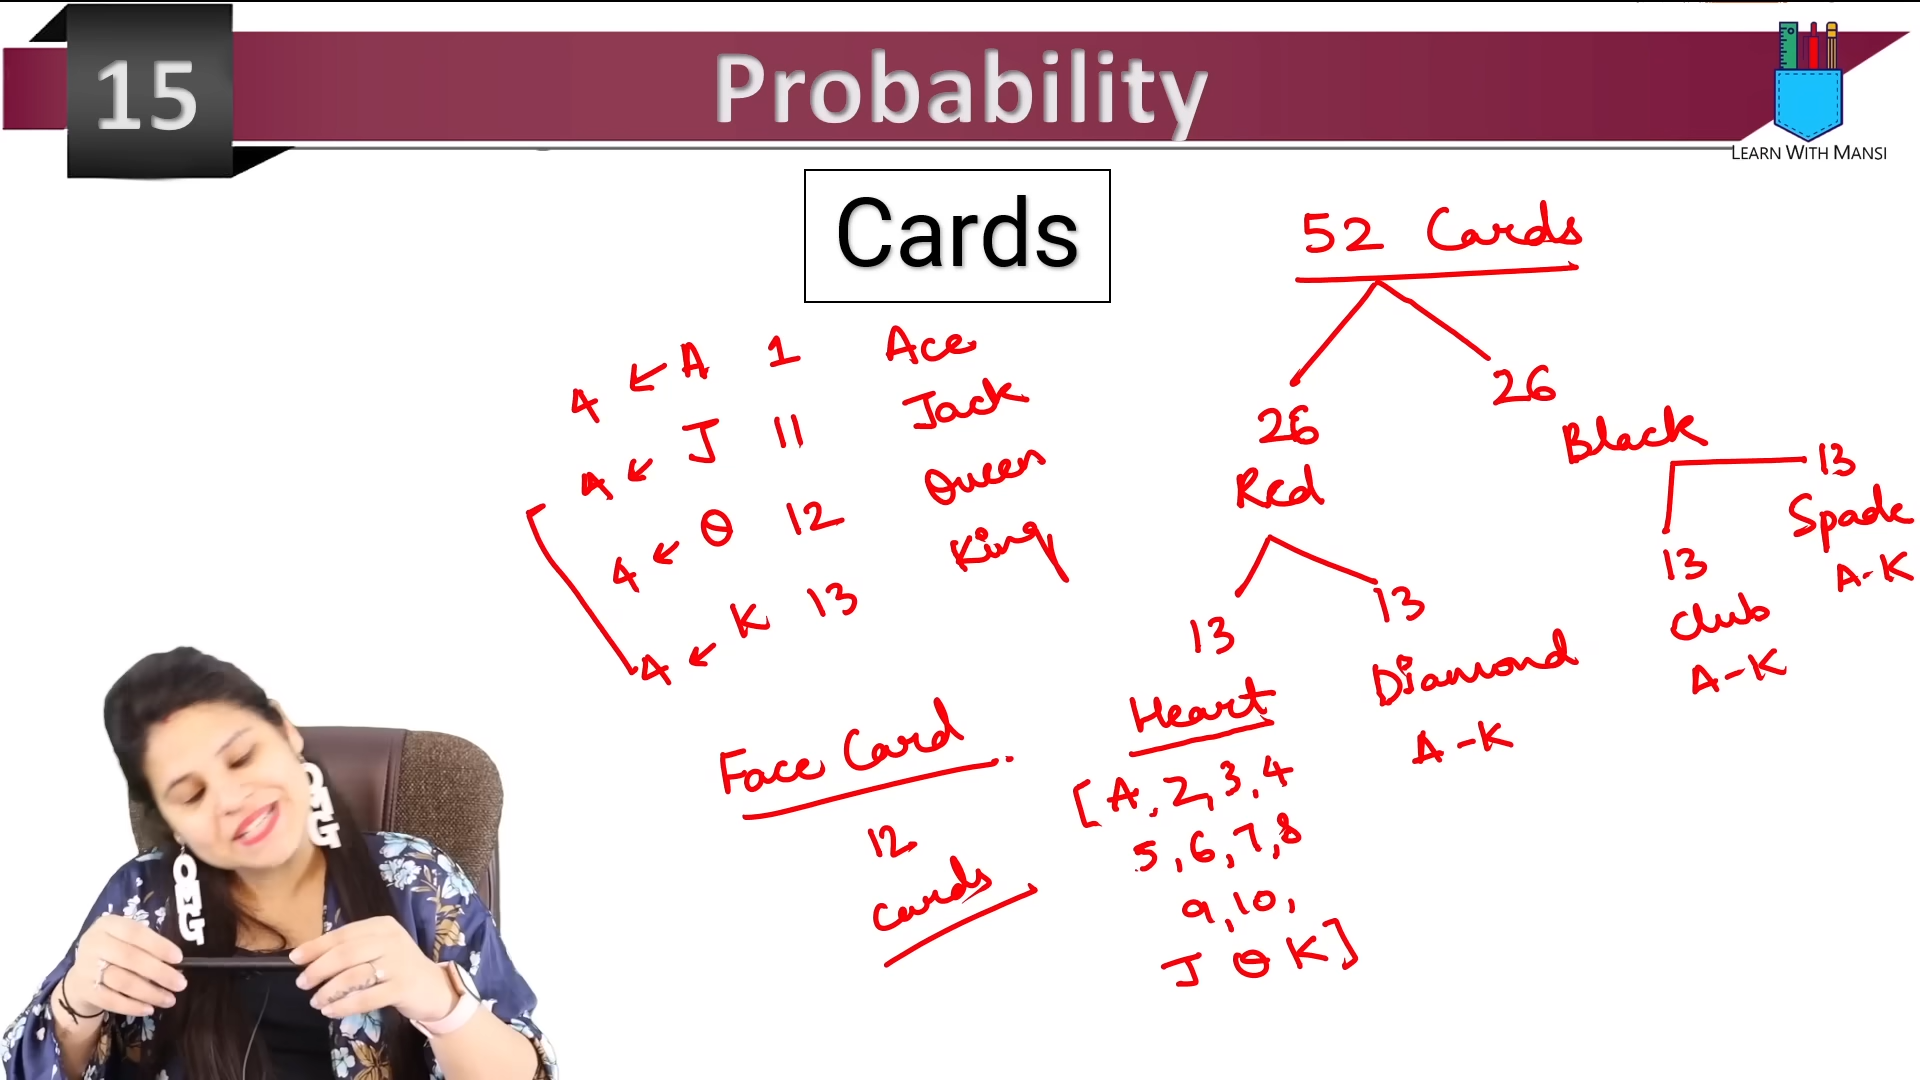 15
Probability
LEARN WITH MANSI
Cards
52 Cards
4 ← A 1 Ace
4 ← J 11 Jack
4 ← Q 12 Queen
4 ← K 13 King
26
Red
26
Black
13
Heart
[A, 2, 3, 4
5, 6, 7, 8
9, 10,
J Q K]
13
Diamond
A-K
13
Club
A-K
13
Spade
A-K
Face Card
12
cards
OMG
OMG